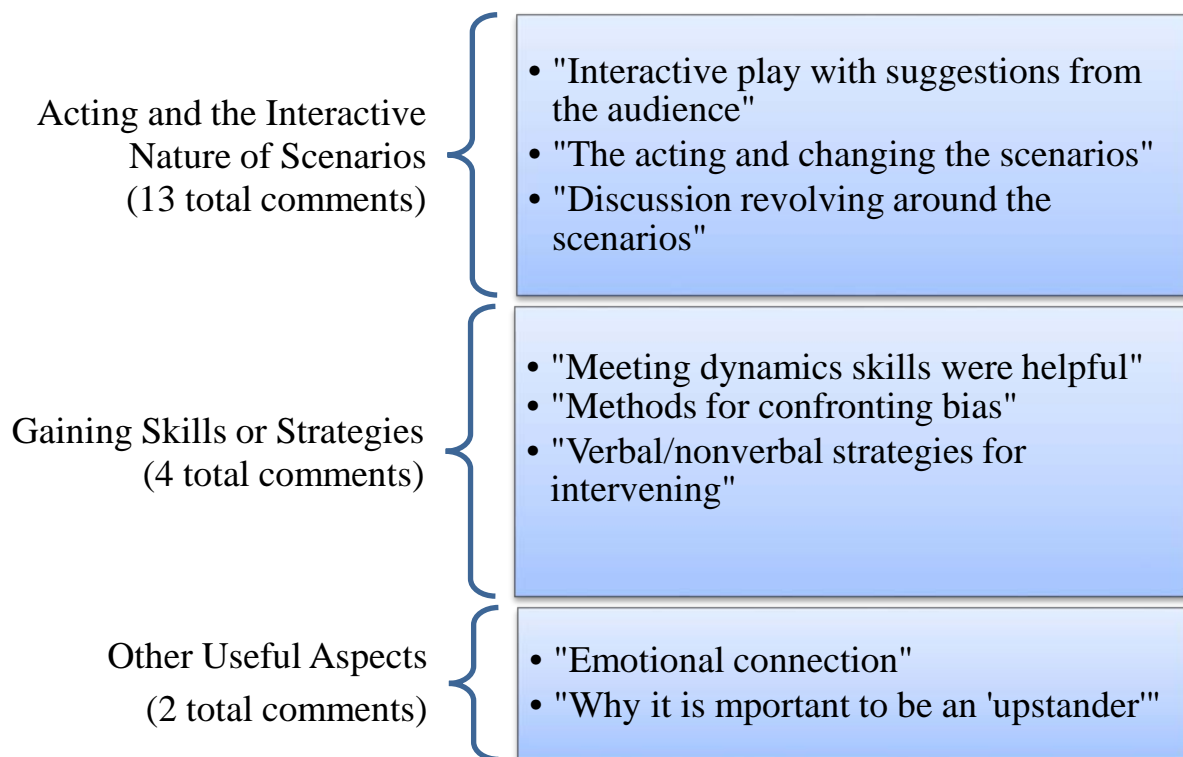 Acting and the Interactive
Nature of Scenarios
(13 total comments)
• "Interactive play with suggestions from
the audience"
• "The acting and changing the scenarios"
• "Discussion revolving around the
scenarios"
Gaining Skills or Strategies
(4 total comments)
• "Meeting dynamics skills were helpful"
• "Methods for confronting bias"
• "Verbal/nonverbal strategies for
intervening"
Other Useful Aspects
(2 total comments)
• "Emotional connection"
• "Why it is mportant to be an 'upstander'"